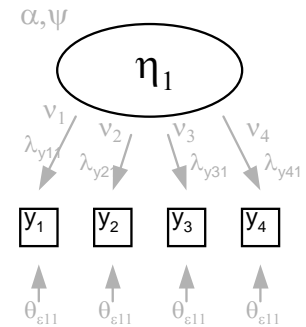 α,ψ
η₁
ν₁ ν₂ ν₃ ν₄
λy11 λy21 λy31 λy41
y₁ y₂ y₃ y₄
θε11 θε11 θε11 θε11